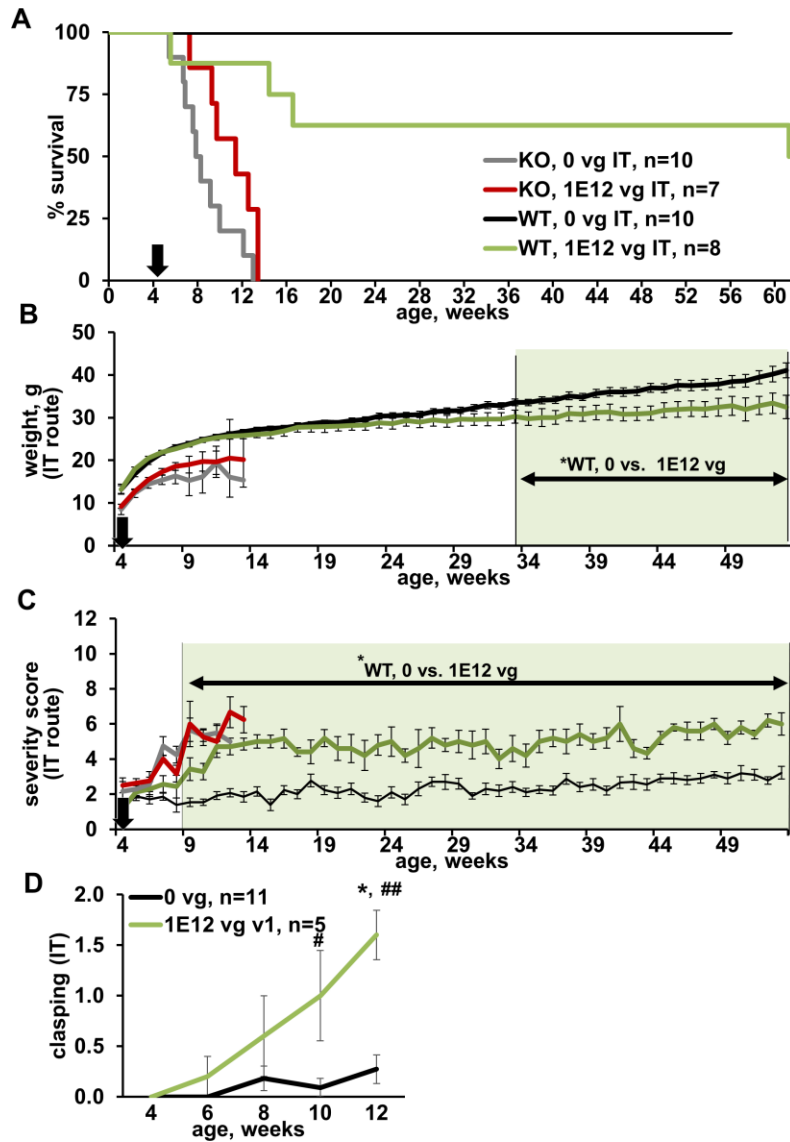 A
100
75
50
25
0
% survival
KO, 0 vg IT, n=10
KO, 1E12 vg IT, n=7
WT, 0 vg IT, n=10
WT, 1E12 vg IT, n=8
0 4 8 12 16 20 24 28 32 36 40 44 48 52 56 60
age, weeks
B
50
40
30
20
10
0
weight, g
(IT route)
*WT, 0 vs. 1E12 vg
4 9 14 19 24 29 34 39 44 49
age, weeks
C
12
10
8
6
4
2
0
severity score
(IT route)
*WT, 0 vs. 1E12 vg
4 9 14 19 24 29 34 39 44 49
age, weeks
D
2.0
1.5
1.0
0.5
0.0
clasping (IT)
0 vg, n=11
1E12 vg v1, n=5
*, ##
#
4 6 8 10 12
age, weeks